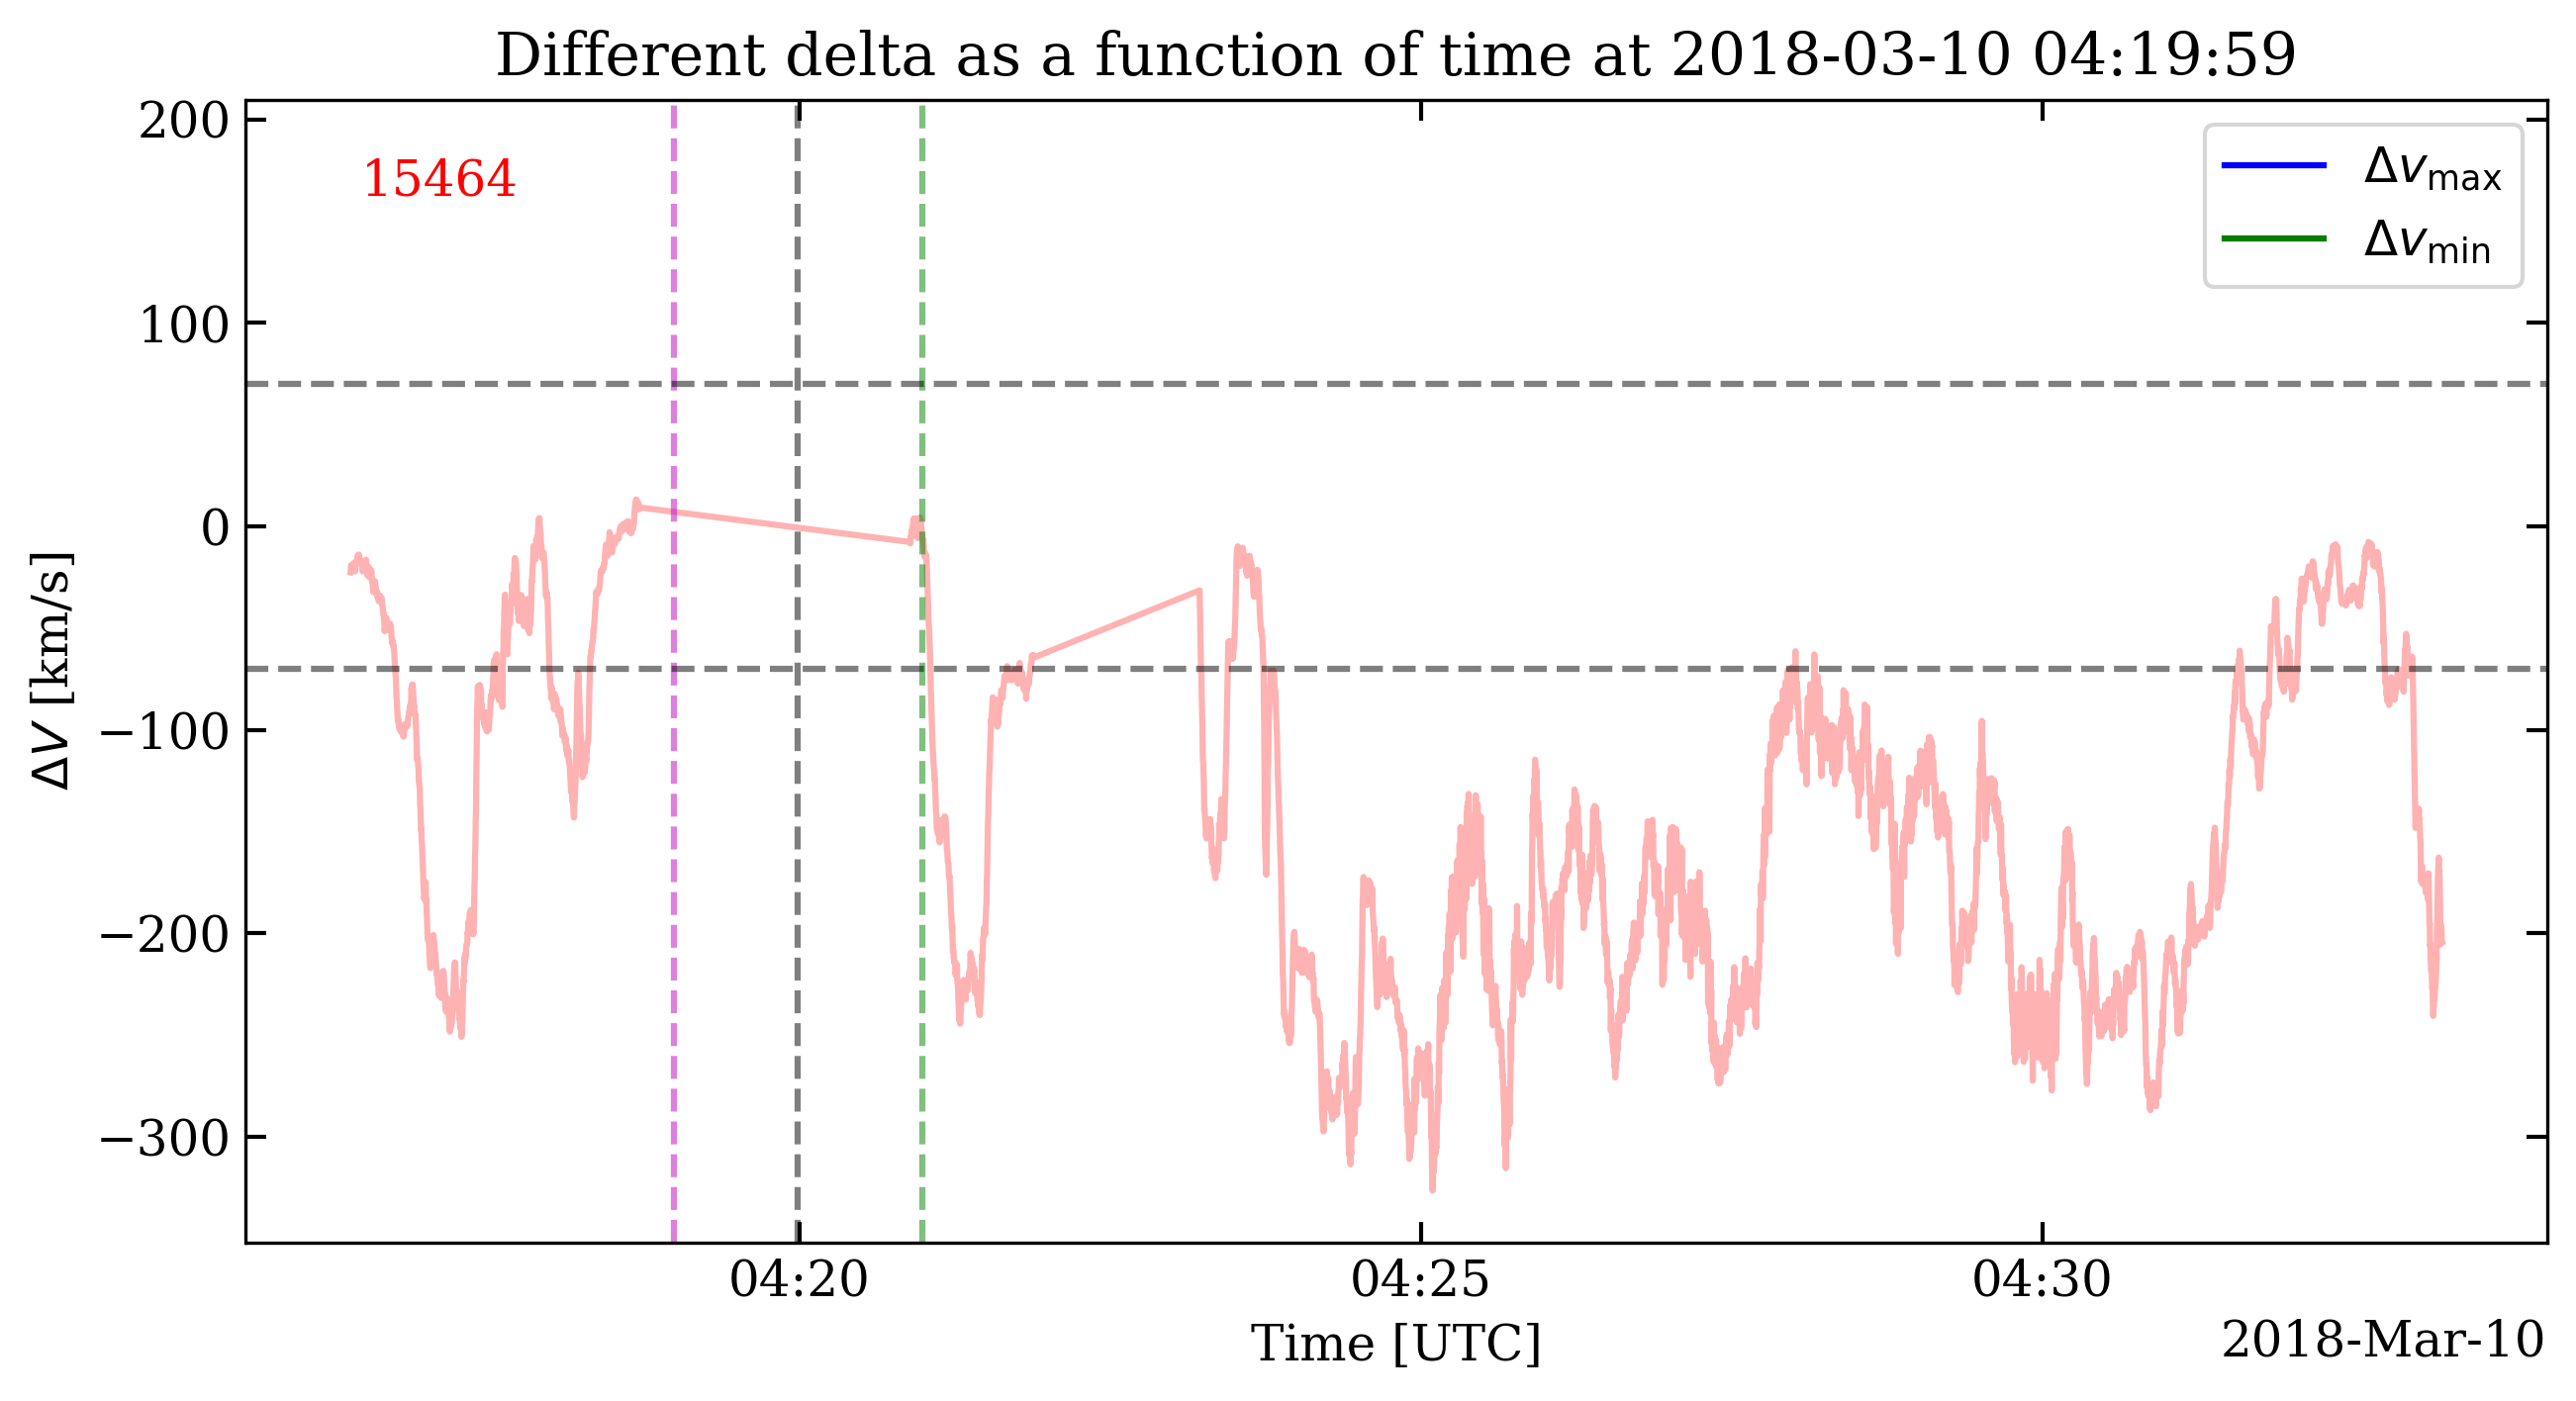 Different delta as a function of time at 2018-03-10 04:19:59
200
100
0
−100
−200
−300
ΔV [km/s]
15464
Δvmax
Δvmin
04:20 04:25 04:30
Time [UTC]
2018-Mar-10